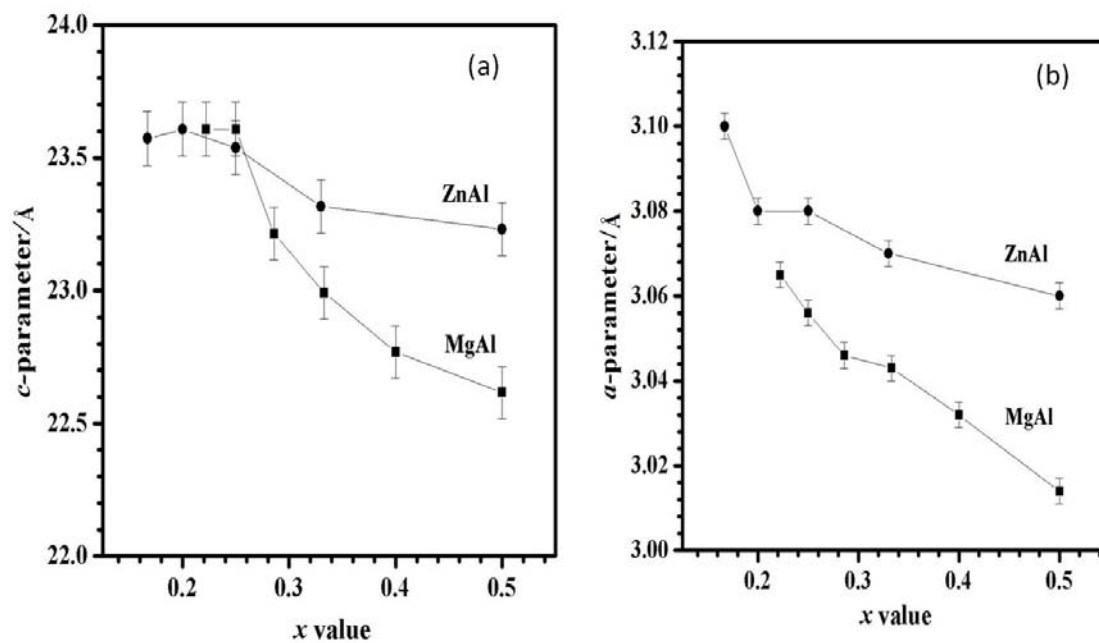 (a)
c-parameter/Å
24.0
23.5
23.0
22.5
22.0
ZnAl
MgAl
0.2 0.3 0.4 0.5
x value
(b)
a-parameter/Å
3.12
3.10
3.08
3.06
3.04
3.02
3.00
ZnAl
MgAl
0.2 0.3 0.4 0.5
x value